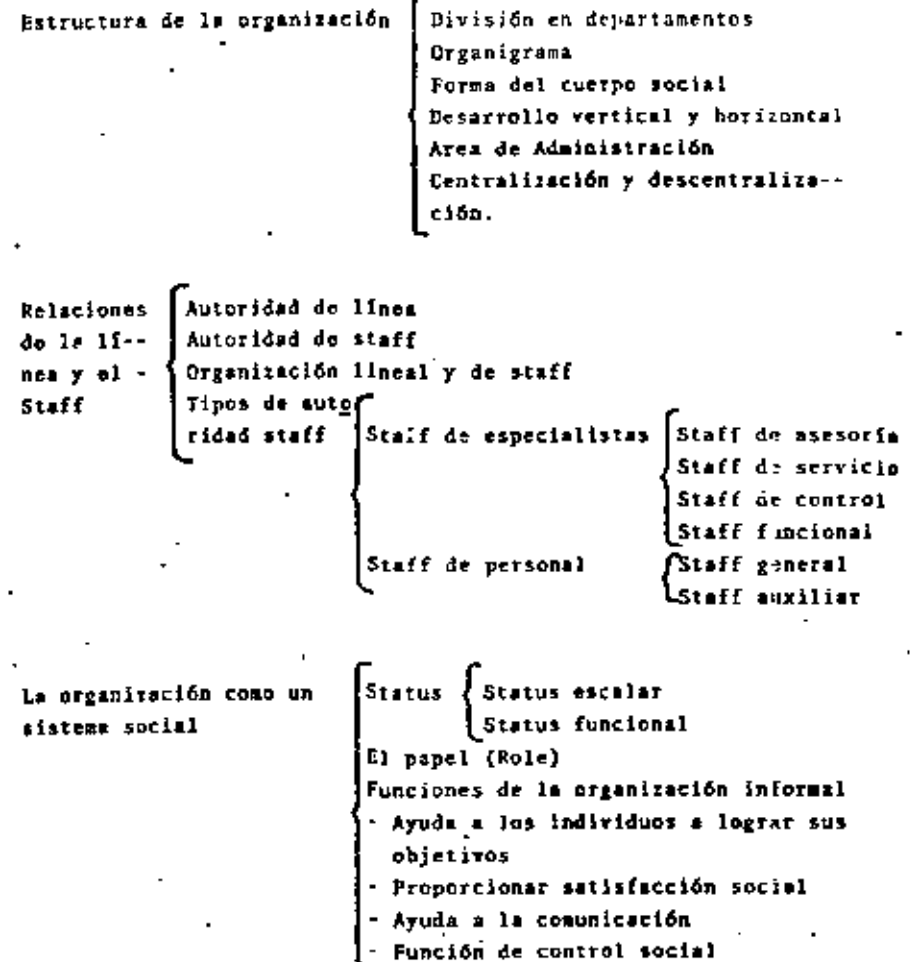 Estructura de la organización
División en departamentos
Organigrama
Forma del cuerpo social
Desarrollo vertical y horizontal
Area de Administración
Centralización y descentraliza--
ción.
Relaciones
de la lí--
nea y el -
Staff
Autoridad de línea
Autoridad de staff
Organización lineal y de staff
Tipos de auto
ridad staff
Staff de especialistas
Staff de asesoría
Staff de servicio
Staff de control
Staff funcional
Staff de personal
Staff general
Staff auxiliar
La organización como un
sistema social
Status
Status escalar
Status funcional
El papel (Role)
Funciones de la organización informal
- Ayuda a los individuos a lograr sus
objetivos
- Proporcionar satisfacción social
- Ayuda a la comunicación
- Función de control social